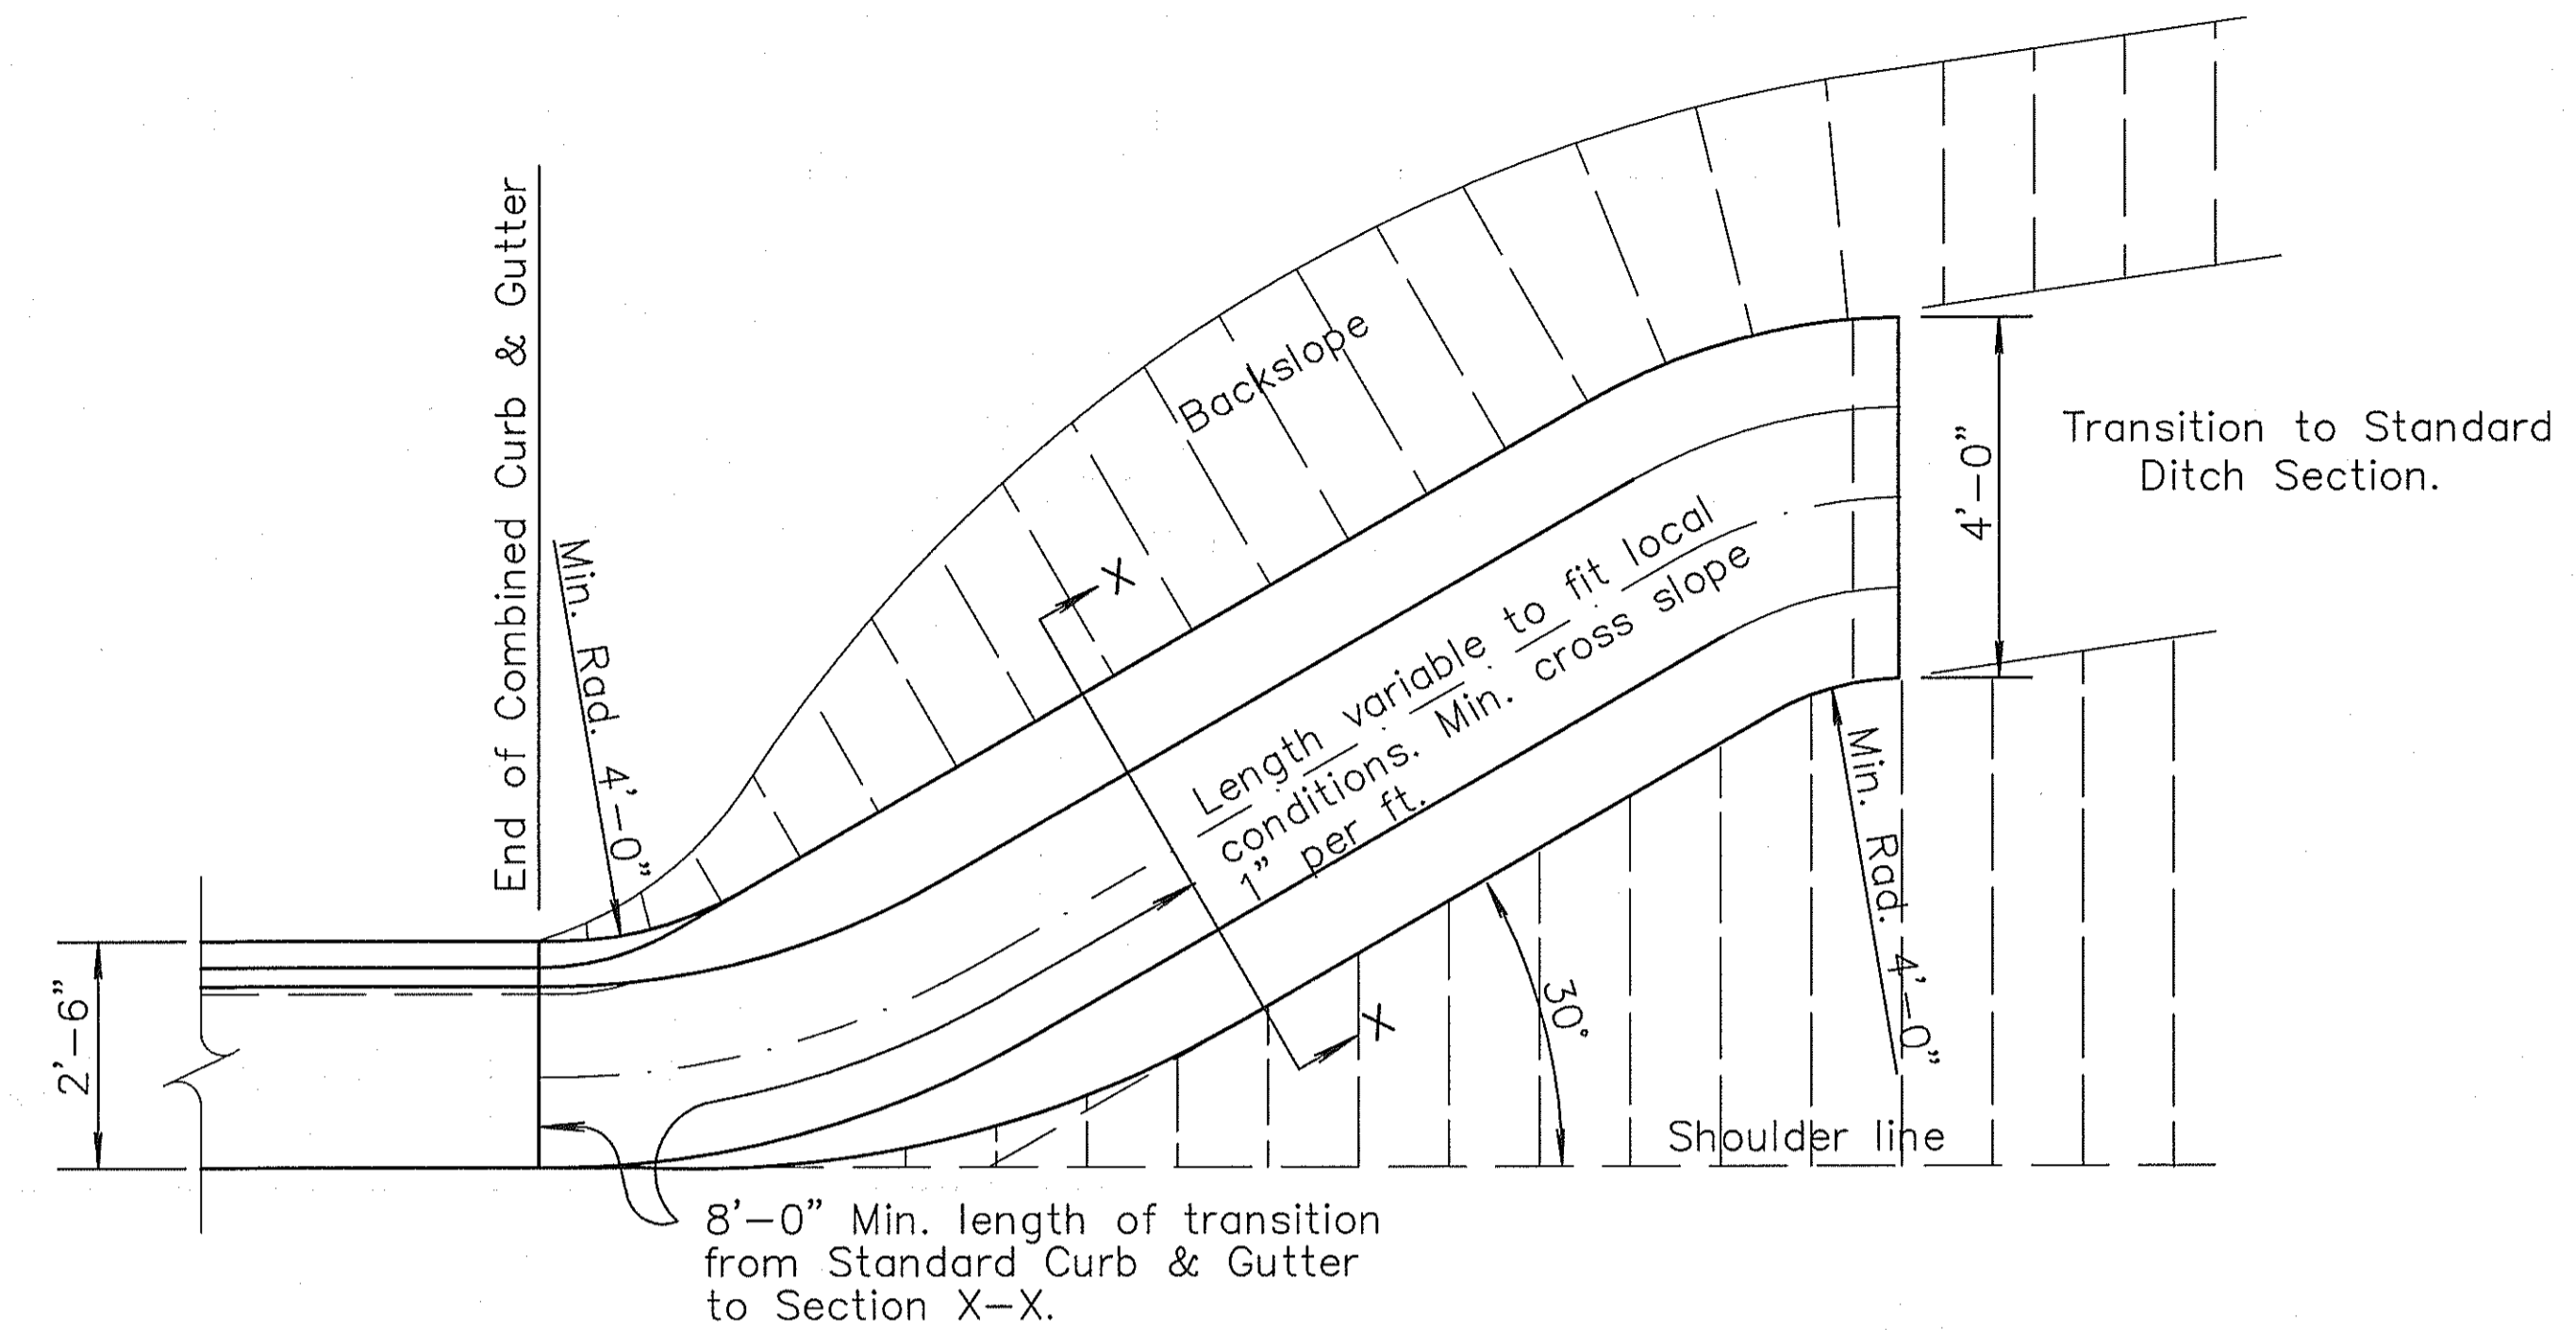 End of Combined Curb & Gutter
Min. Rad. 4'-0"
Backslope
X
4'-0"
Transition to Standard
Ditch Section.
Length variable to fit local
conditions. Min. cross slope
1" per ft.
Min. Rad. 4'-0"
2'-6"
X
30°
Shoulder line
8'-0" Min. length of transition
from Standard Curb & Gutter
to Section X-X.